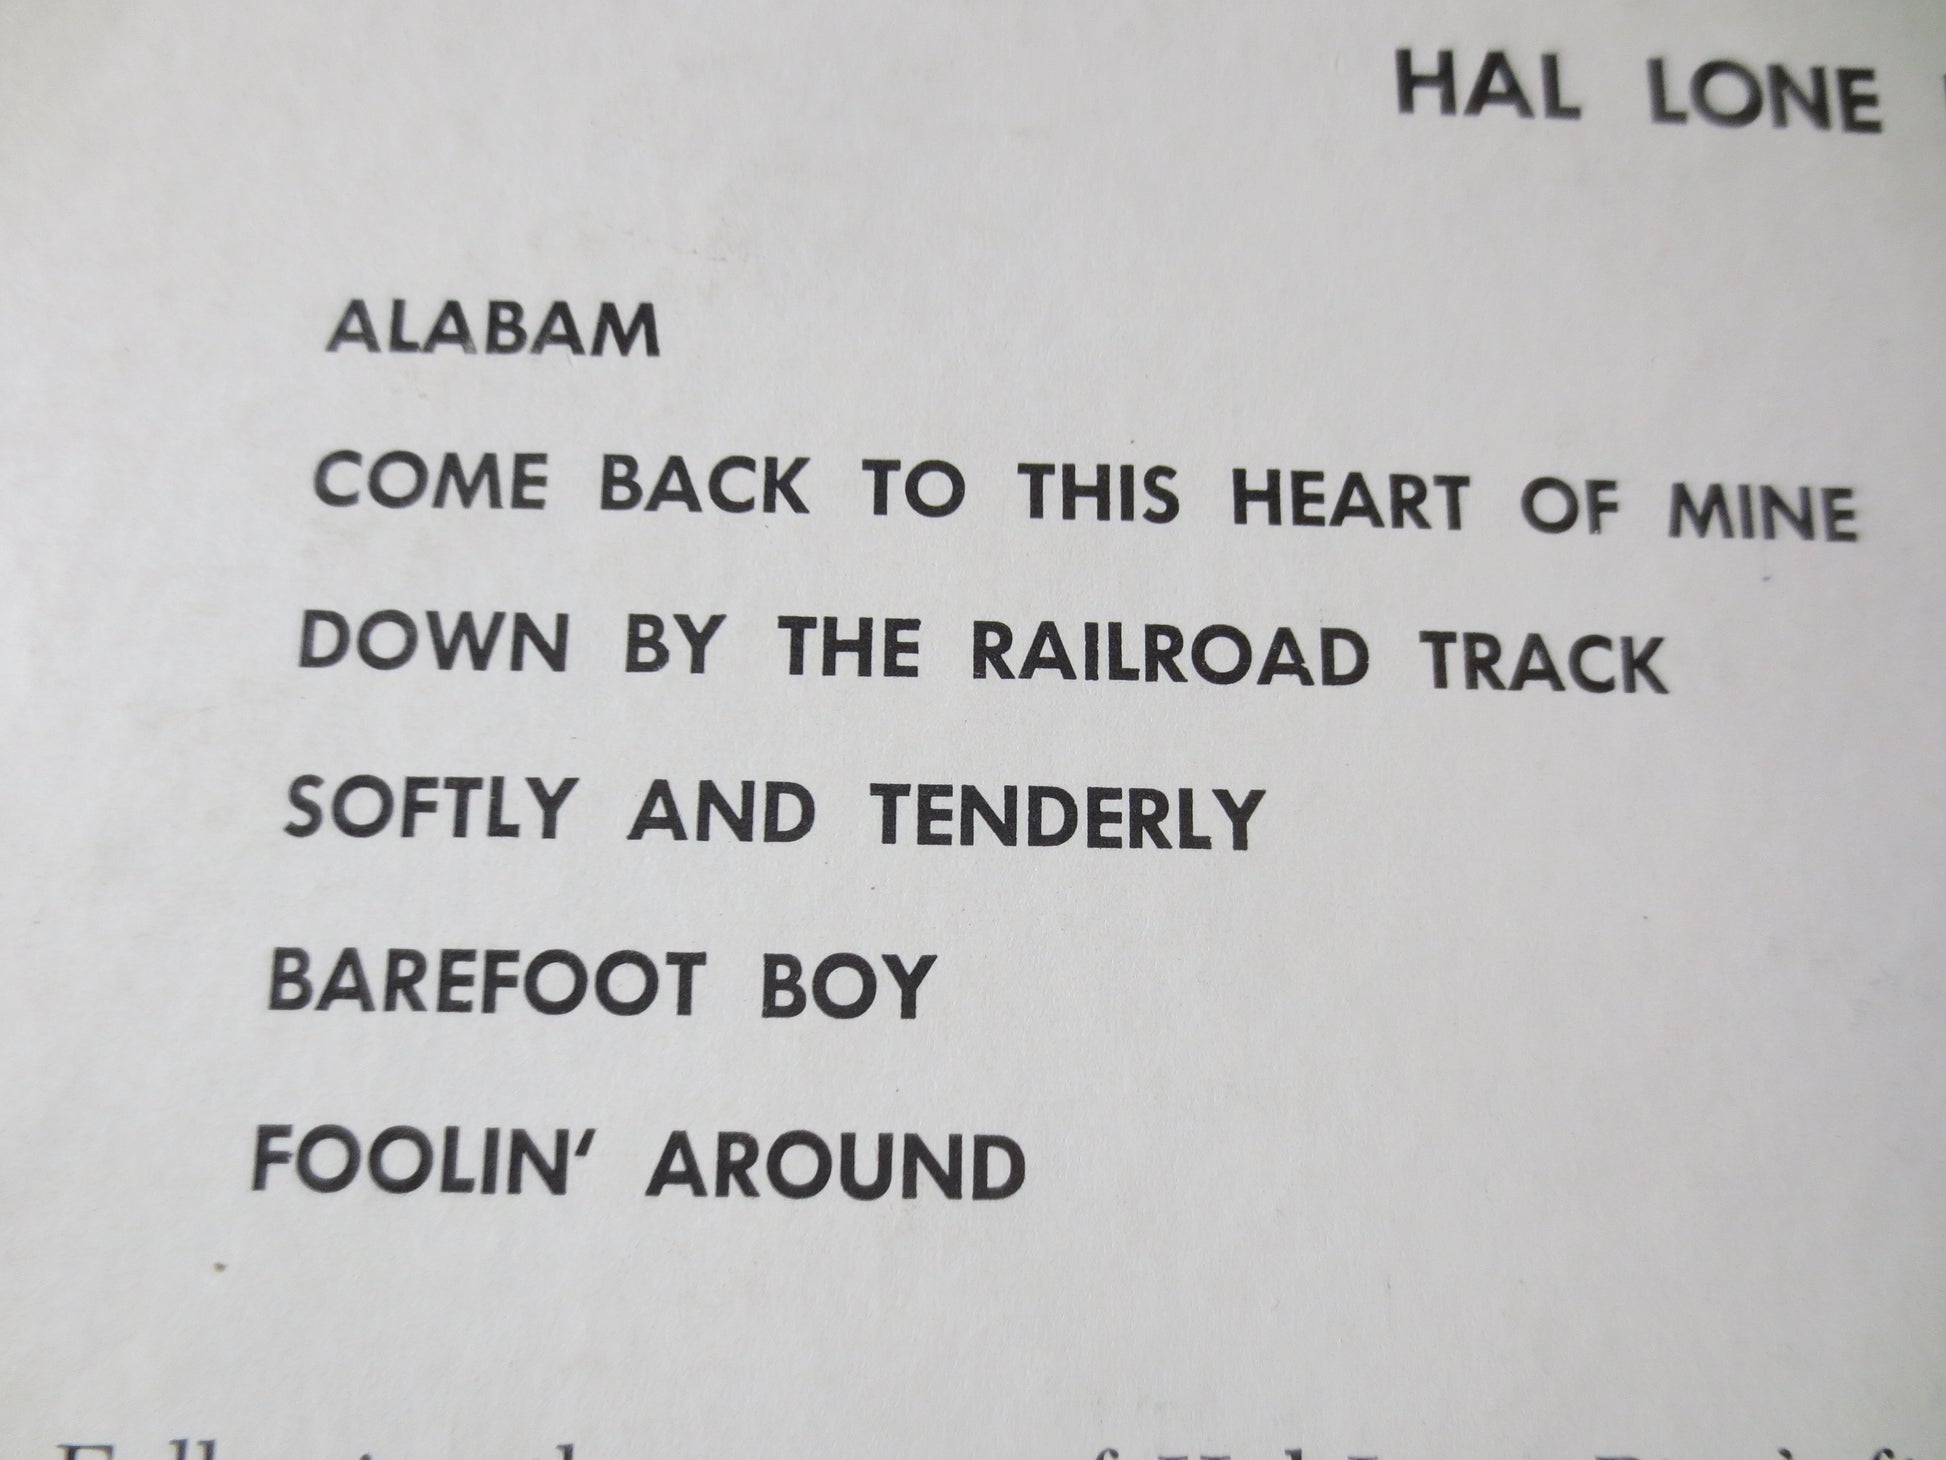 HAL LONE
ALABAM
COME BACK TO THIS HEART OF MINE
DOWN BY THE RAILROAD TRACK
SOFTLY AND TENDERLY
BAREFOOT BOY
FOOLIN' AROUND